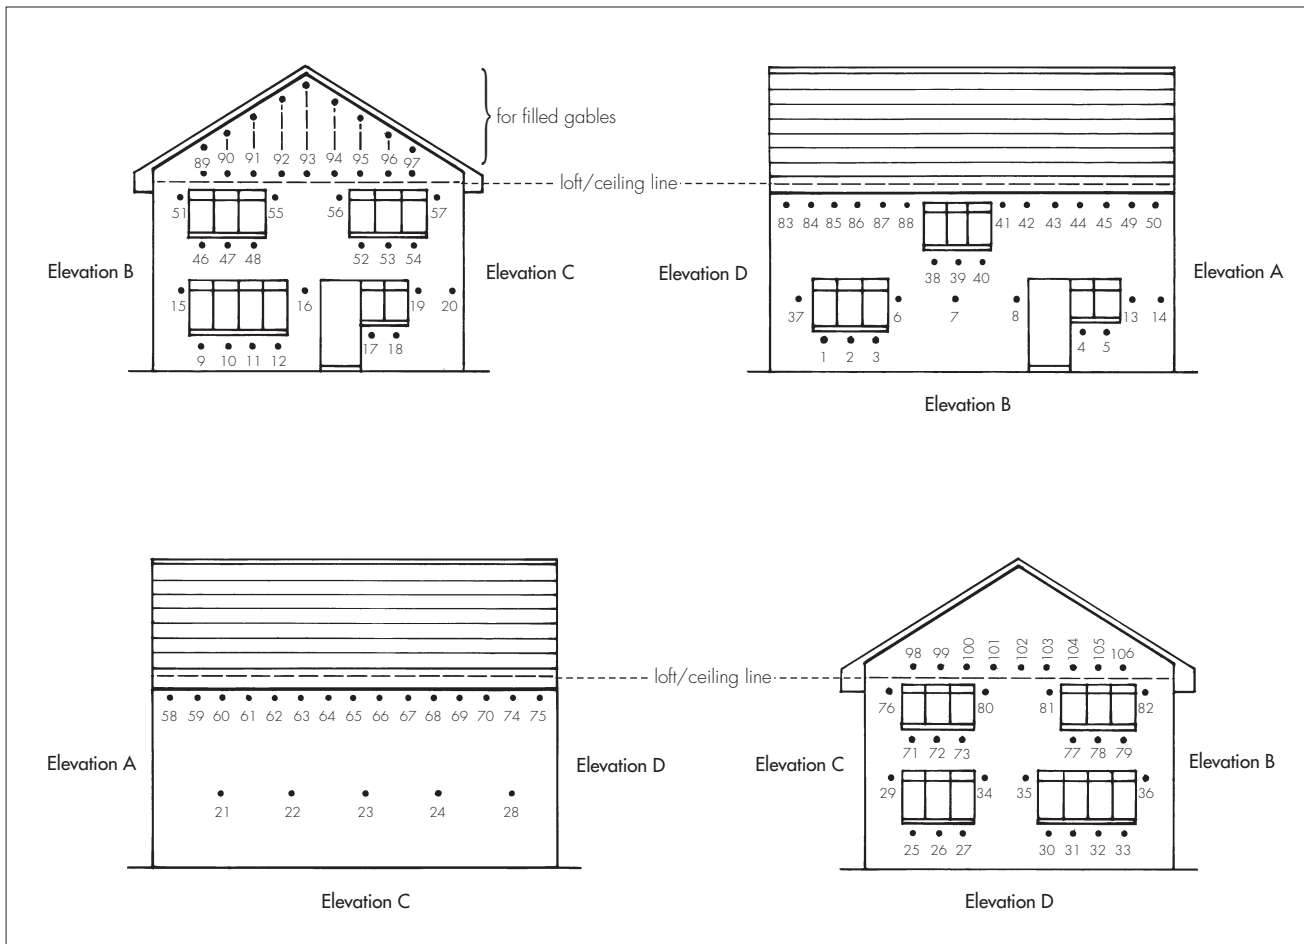 for filled gables
89 90 91 92 93 94 95 96 97
loft/ceiling line
51 55 56 57
83 84 85 86 87 88 41 42 43 44 45 49 50
46 47 48 52 53 54
38 39 40
Elevation B Elevation C Elevation D Elevation A
15 16 19 20
37 6 7 8 13 14
17 18
4 5
9 10 11 12
1 2 3
Elevation B
98 99 100 101 102 103 104 105 106
loft/ceiling line
58 59 60 61 62 63 64 65 66 67 68 69 70 74 75
76 80 81 82
71 72 73 77 78 79
Elevation A Elevation D Elevation C Elevation B
29 34 35 36
21 22 23 24 28
25 26 27 30 31 32 33
Elevation C Elevation D